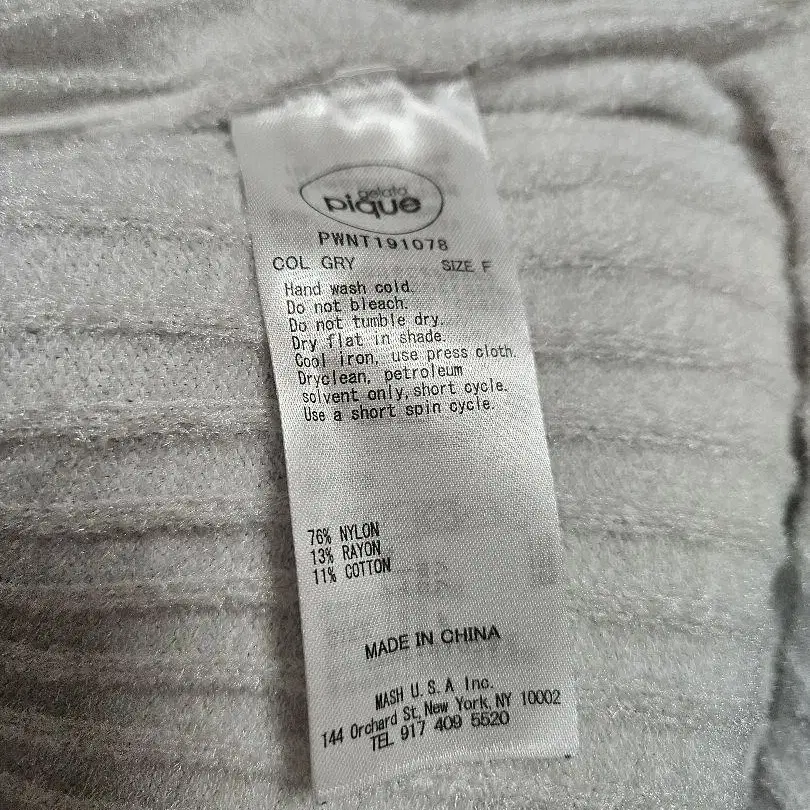 gelato
pique
PWNT191078
COL GRY SIZE F
Hand wash cold.
Do not bleach.
Do not tumble dry.
Dry flat in shade.
Cool iron, use press cloth.
Dryclean, petroleum
solvent only, short cycle.
Use a short spin cycle.
76% NYLON
13% RAYON
11% COTTON
MADE IN CHINA
MASH U.S.A Inc.
144 Orchard St, New York, NY 10002
TEL 917 409 5520